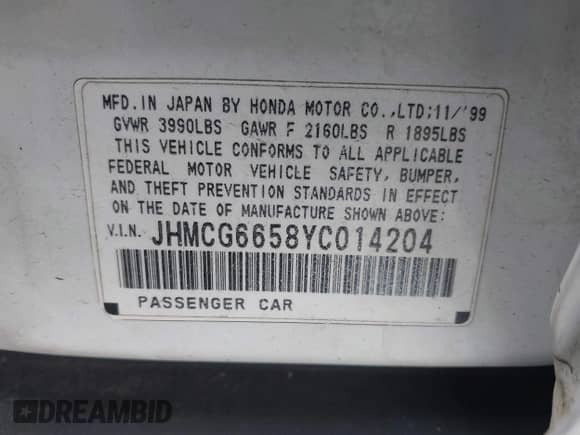 MFD.IN JAPAN BY HONDA MOTOR CO.,LTD;11/'99
GVWR 3990LBS GAWR F 2160LBS R 1895LBS
THIS VEHICLE CONFORMS TO ALL APPLICABLE
FEDERAL MOTOR VEHICLE SAFETY, BUMPER,
AND THEFT PREVENTION STANDARDS IN EFFECT
ON THE DATE OF MANUFACTURE SHOWN ABOVE:
V.I.N. JHMCG6658YC014204
PASSENGER CAR
DREAMBID